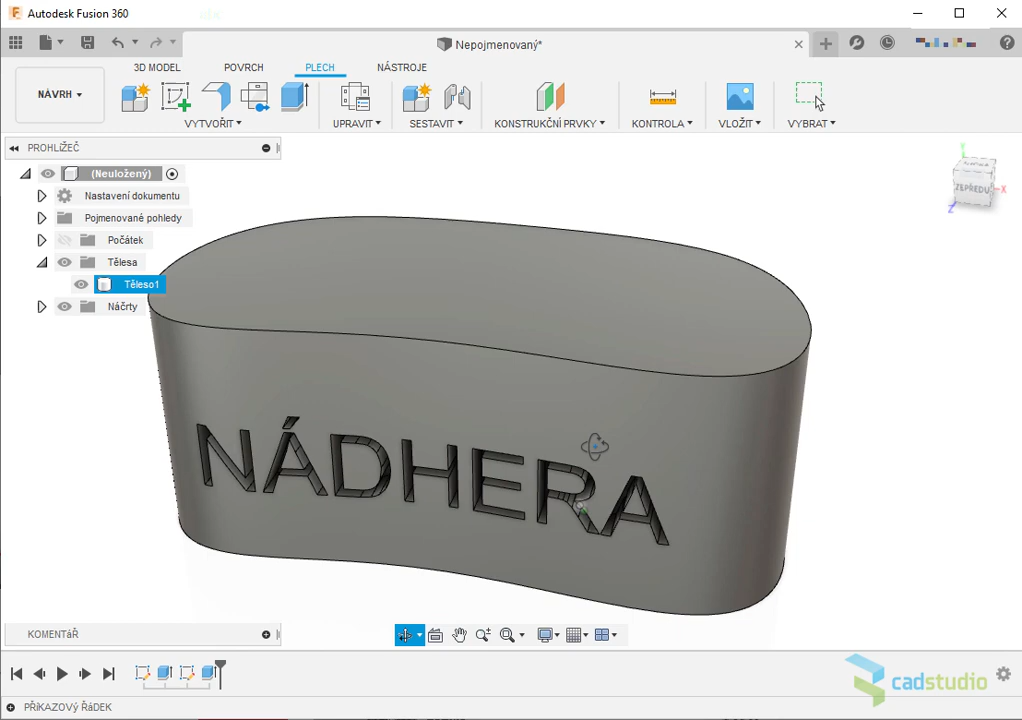 Autodesk Fusion 360
Nepojmenovaný*
3D MODEL POVRCH PLECH NÁSTROJE
NÁVRH
VYTVOŘIT UPRAVIT SESTAVIT KONSTRUKČNÍ PRVKY KONTROLA VLOŽIT VYBRAT
PROHLÍŽEČ
(Neuložený)
Nastavení dokumentu
Pojmenované pohledy
Počátek
Tělesa
Těleso1
Náčrty
ZEPŘEDU
X
Y
Z
NÁDHERA
KOMENTÁŘ
cadstudio
PŘÍKAZOVÝ ŘÁDEK